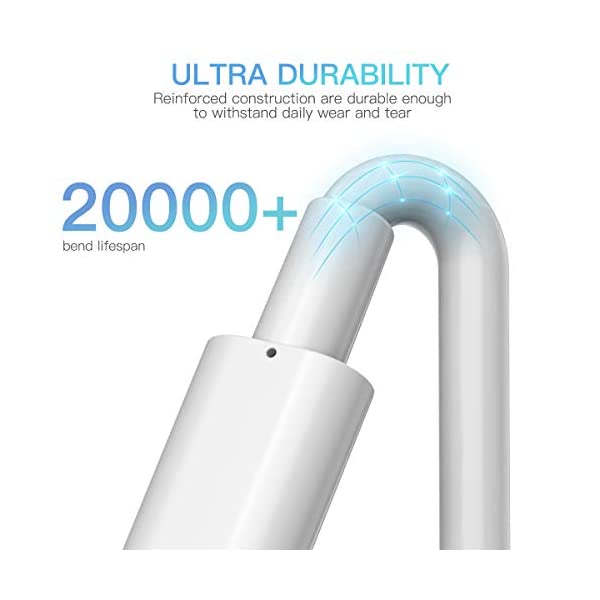 ULTRA DURABILITY
Reinforced construction are durable enough
to withstand daily wear and tear
20000+
bend lifespan